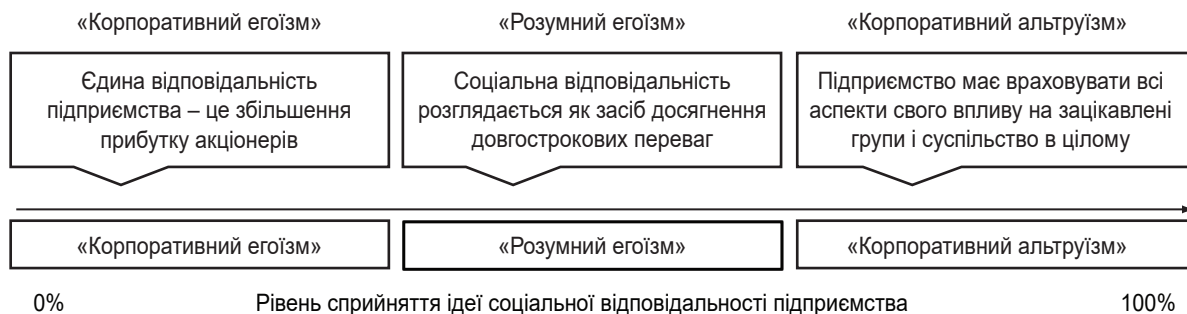 «Корпоративний егоїзм»
«Розумний егоїзм»
«Корпоративний альтруїзм»
Єдина відповідальність
підприємства – це збільшення
прибутку акціонерів
Соціальна відповідальність
розглядається як засіб досягнення
довгострокових переваг
Підприємство має враховувати всі
аспекти свого впливу на зацікавлені
групи і суспільство в цілому
«Корпоративний егоїзм»
«Розумний егоїзм»
«Корпоративний альтруїзм»
0%
Рівень сприйняття ідеї соціальної відповідальності підприємства
100%